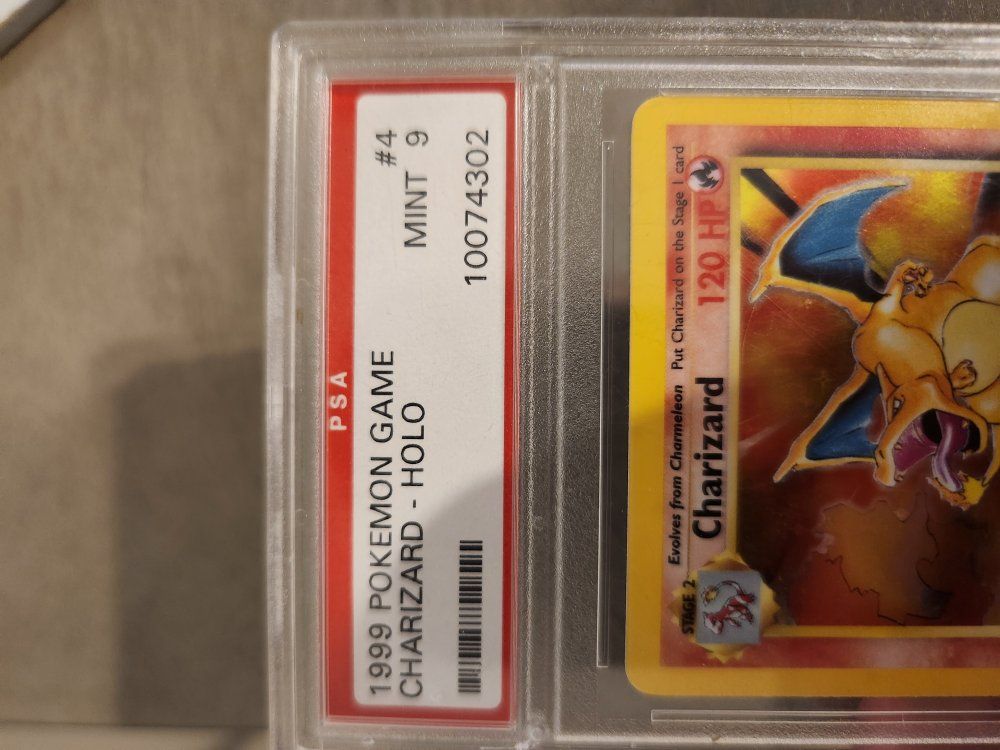 PSA
1999 POKEMON GAME #4
CHARIZARD - HOLO MINT 9
10074302
Evolves from Charmeleon Put Charizard on the Stage 1 card
STAGE 2
Charizard 120 HP